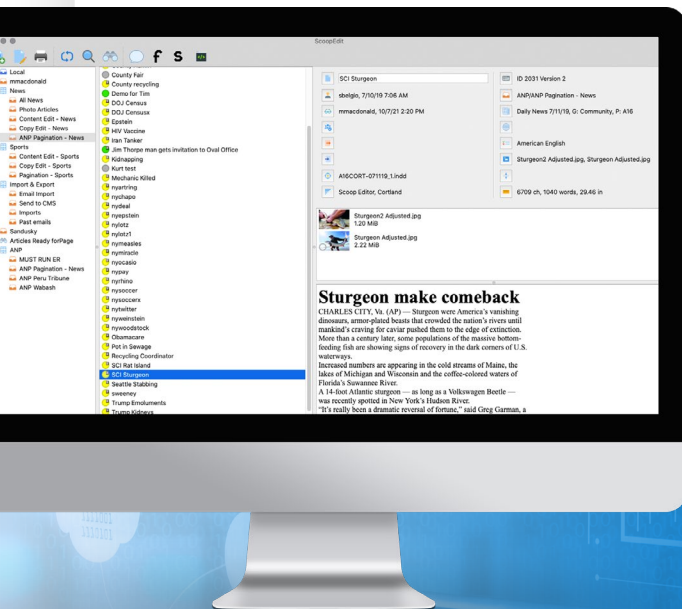 ScoopEdit
f S
Local
mmacdonald
News
All News
Photo Articles
Content Edit - News
Copy Edit - News
ANP Pagination - News
Sports
Content Edit - Sports
Copy Edit - Sports
Pagination - Sports
Import & Export
Email Import
Send to CMS
Imports
Past emails
Sandusky
Articles Ready forPage
ANP
MUST RUN ER
ANP Pagination - News
ANP Peru Tribune
ANP Wabash
County Fair
County recycling
Demo for Tim
DOJ Census
DOJ Censusx
Epstein
HIV Vaccine
Iran Tanker
Jim Thorpe man gets invitation to Oval Office
Kidnapping
Kurt test
Mechanic Killed
nyartring
nychapo
nydeal
nyepstein
nylotz
nylotz1
nymeasles
nymiracle
nyocasio
nypay
nyrhino
nysoccer
nysoccerx
nytwitter
nyweinstein
nywoodstock
Obamacare
Pot in Sewage
Recycling Coordinator
SCI Rat Island
SCI Sturgeon
Seattle Stabbing
sweeney
Trump Emoluments
Trump Kidneys
SCI Sturgeon
ID 2031 Version 2
sbelgio, 7/10/19 7:06 AM
ANP/ANP Pagination - News
mmacdonald, 10/7/21 2:20 PM
Daily News 7/11/19, G: Community, P: A16
American English
Sturgeon2 Adjusted.jpg, Sturgeon Adjusted.jpg
A16CORT-071119_1.indd
Scoop Editor, Cortland
6709 ch, 1040 words, 29.46 in
Sturgeon2 Adjusted.jpg
1.20 MiB
Sturgeon Adjusted.jpg
2.22 MiB
Sturgeon make comeback
CHARLES CITY, Va. (AP) — Sturgeon were America's vanishing
dinosaurs, armor-plated beasts that crowded the nation's rivers until
mankind's craving for caviar pushed them to the edge of extinction.
More than a century later, some populations of the massive bottom-
feeding fish are showing signs of recovery in the dark corners of U.S.
waterways.
Increased numbers are appearing in the cold streams of Maine, the
lakes of Michigan and Wisconsin and the coffee-colored waters of
Florida's Suwannee River.
A 14-foot Atlantic sturgeon — as long as a Volkswagen Beetle —
was recently spotted in New York's Hudson River.
"It's really been a dramatic reversal of fortune," said Greg Garman, a